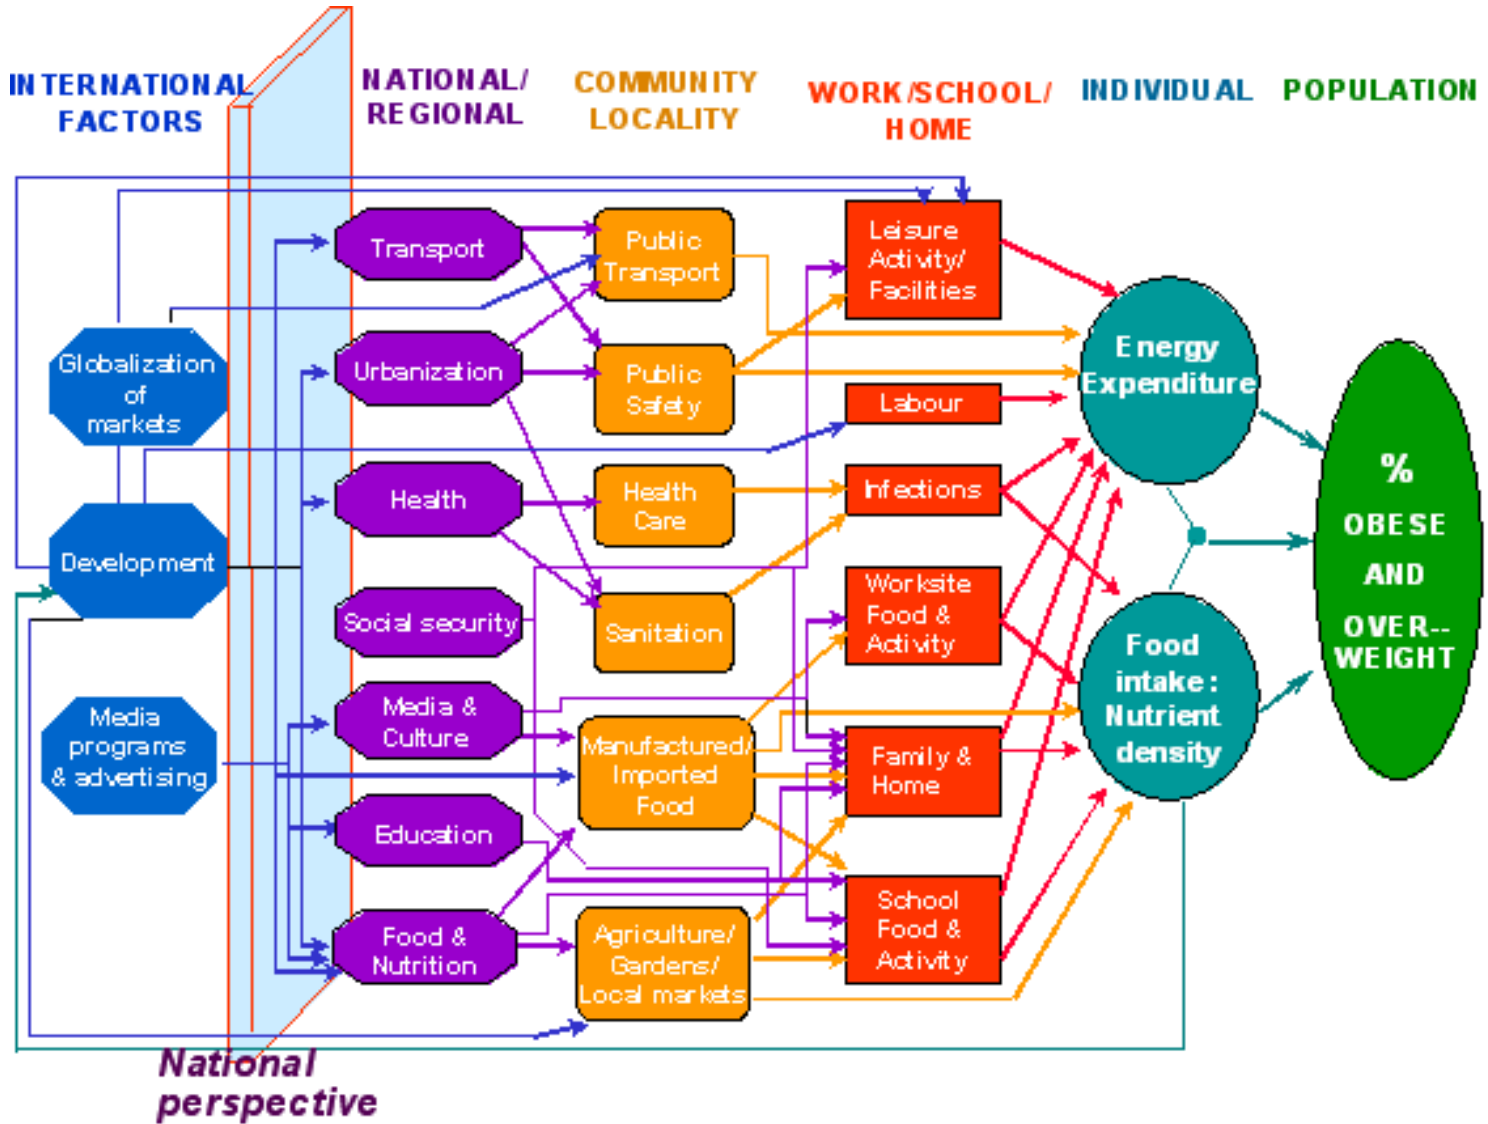 INTERNATIONAL
FACTORS
NATIONAL/
REGIONAL
COMMUNITY
LOCALITY
WORK/SCHOOL/
HOME
INDIVIDUAL
POPULATION
Globalization
of
markets
Development
Media
programs
& advertising
Transport
Urbanization
Health
Social security
Media &
Culture
Education
Food &
Nutrition
Public
Transport
Public
Safety
Health
Care
Sanitation
Manufactured/
Imported
Food
Agriculture/
Gardens/
Local markets
Leisure
Activity/
Facilities
Labour
Infections
Worksite
Food &
Activity
Family &
Home
School
Food &
Activity
Energy
Expenditure
Food
intake:
Nutrient
density
%
OBESE
AND
OVER--
WEIGHT
National
perspective